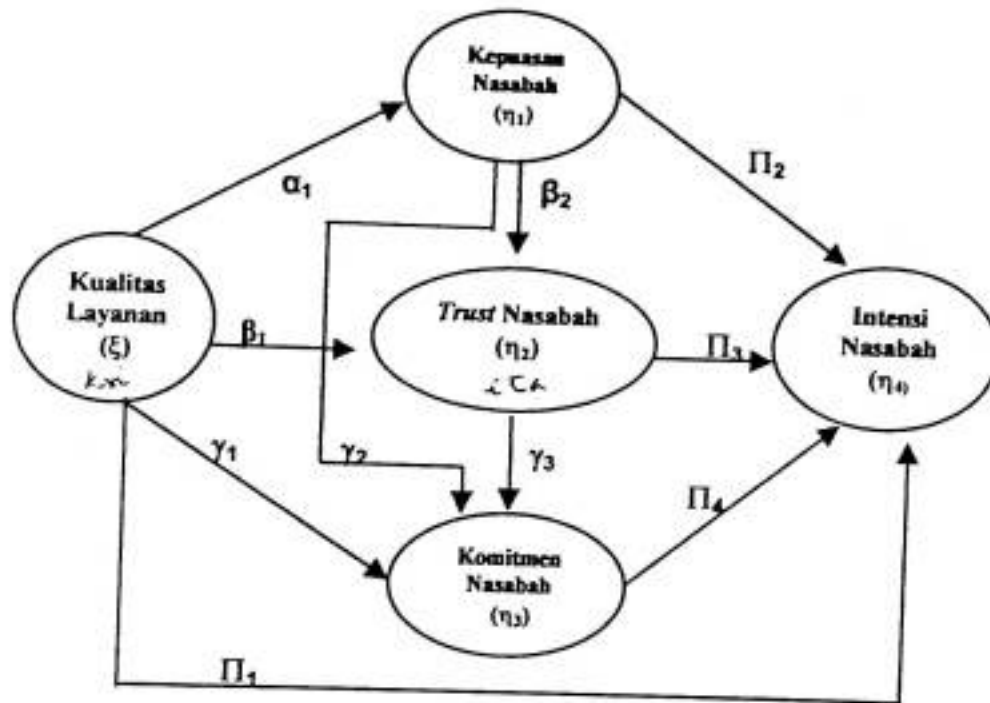 Kepuasan
Nasabah
(η₁)
Π₂
α₁
β₂
Kualitas
Layanan
(ξ)
ksi
β₁
Trust Nasabah
(η₂)
Π₃
Intensi
Nasabah
(η₄)
γ₁
γ₂
γ₃
Π₄
Komitmen
Nasabah
(η₃)
Π₁